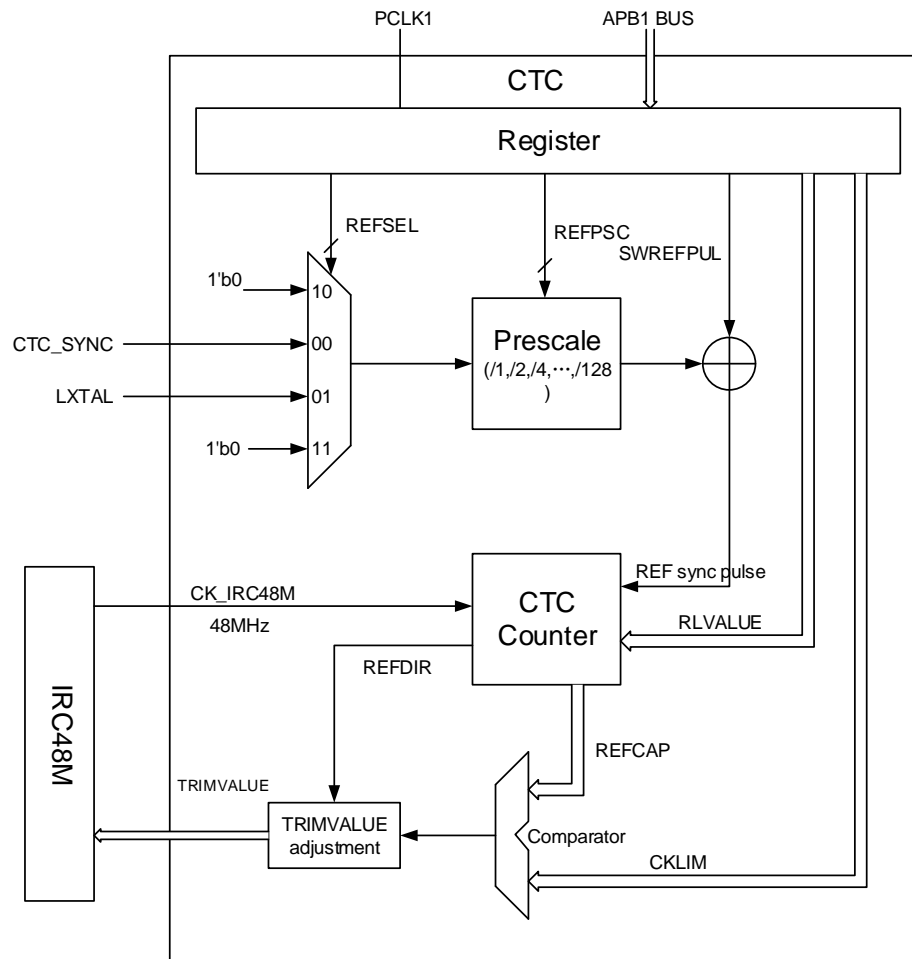 PCLK1
APB1 BUS
CTC
Register
REFSEL
REFPSC
SWREFPUL
1'b0
10
CTC_SYNC
00
LXTAL
01
1'b0
11
Prescale
(/1,/2,/4,···,/128
)
CK_IRC48M
48MHz
CTC
Counter
REF sync pulse
RLVALUE
REFDIR
IRC48M
REFCAP
TRIMVALUE
TRIMVALUE
adjustment
Comparator
CKLIM